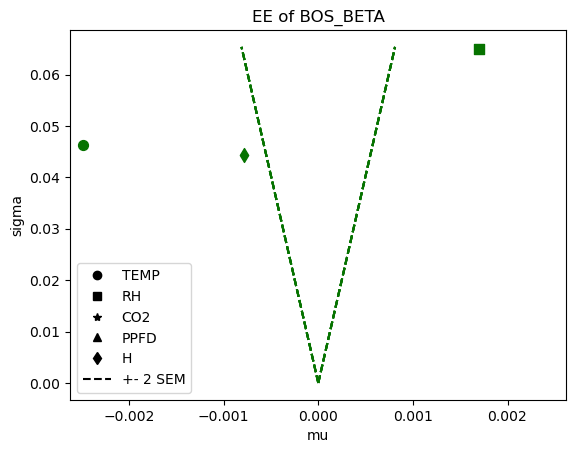 EE of BOS_BETA
sigma
0.06
0.05
0.04
0.03
0.02
0.01
0.00
TEMP
RH
CO2
PPFD
H
+- 2 SEM
−0.002 −0.001 0.000 0.001 0.002
mu